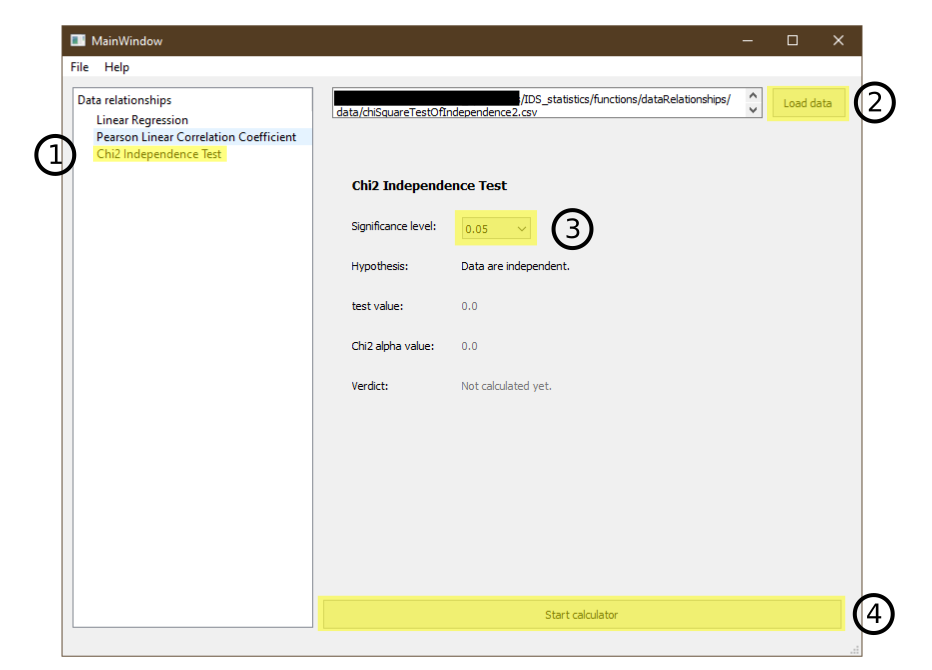 MainWindow
File Help
Data relationships
Linear Regression
Pearson Linear Correlation Coefficient
Chi2 Independence Test
1
/IDS_statistics/functions/dataRelationships/
data/chiSquareTestOfIndependence2.csv
Load data
2
Chi2 Independence Test
Significance level: 0.05
3
Hypothesis: Data are independent.
test value: 0.0
Chi2 alpha value: 0.0
Verdict: Not calculated yet.
Start calculator
4